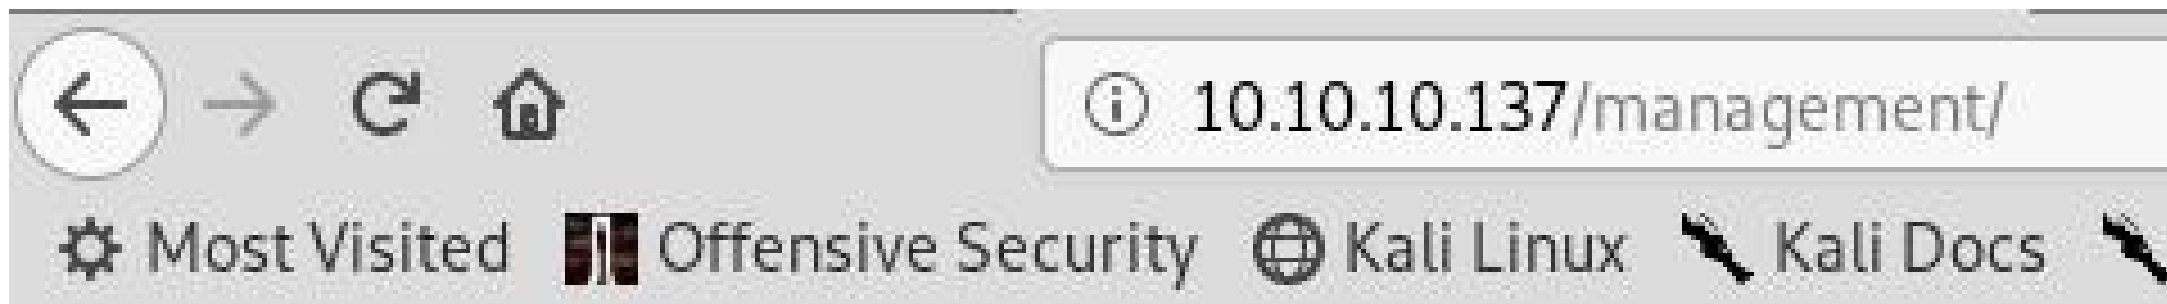 10.10.10.137/management/
Most Visited Offensive Security Kali Linux Kali Docs